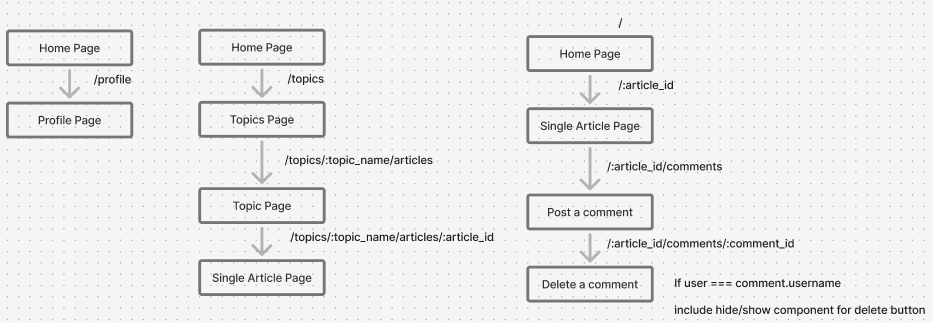 Home Page
/profile
Profile Page
Home Page
/topics
Topics Page
/topics/:topic_name/articles
Topic Page
/topics/:topic_name/articles/:article_id
Single Article Page
/
Home Page
/:article_id
Single Article Page
/:article_id/comments
Post a comment
/:article_id/comments/:comment_id
Delete a comment
If user === comment.username
include hide/show component for delete button